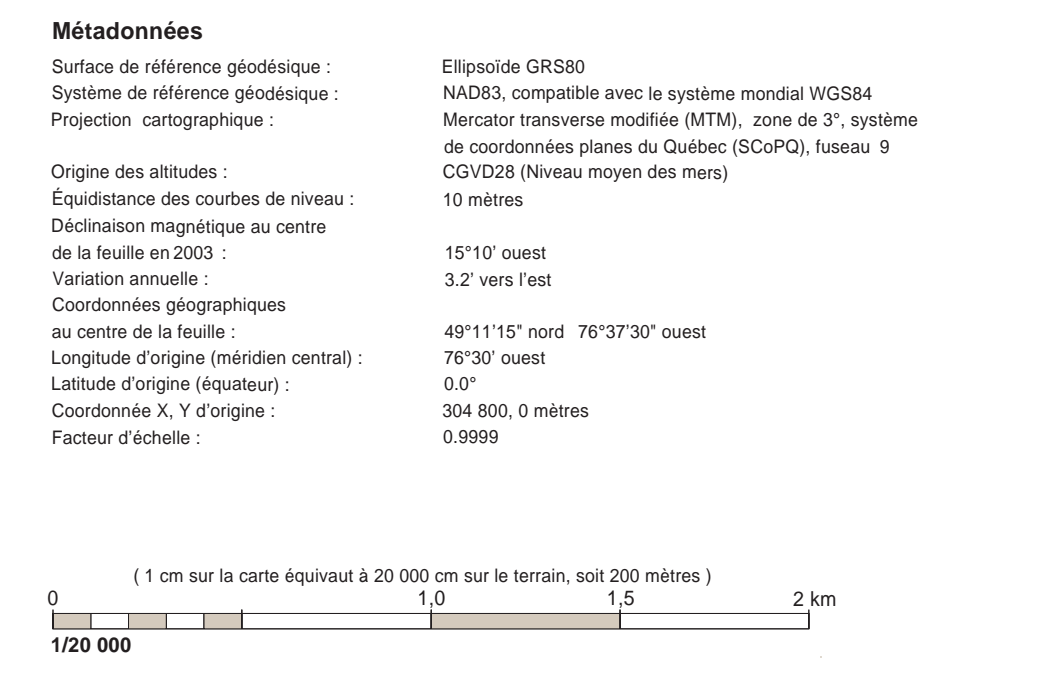 Métadonnées
Surface de référence géodésique : Ellipsoïde GRS80
Système de référence géodésique : NAD83, compatible avec le système mondial WGS84
Projection cartographique : Mercator transverse modifiée (MTM), zone de 3°, système
de coordonnées planes du Québec (SCoPQ), fuseau 9
Origine des altitudes : CGVD28 (Niveau moyen des mers)
Équidistance des courbes de niveau : 10 mètres
Déclinaison magnétique au centre
de la feuille en 2003 : 15°10' ouest
Variation annuelle : 3.2' vers l'est
Coordonnées géographiques
au centre de la feuille : 49°11'15" nord 76°37'30" ouest
Longitude d'origine (méridien central) : 76°30' ouest
Latitude d'origine (équateur) : 0.0°
Coordonnée X, Y d'origine : 304 800, 0 mètres
Facteur d'échelle : 0.9999
( 1 cm sur la carte équivaut à 20 000 cm sur le terrain, soit 200 mètres )
0 1,0 1,5 2 km
1/20 000